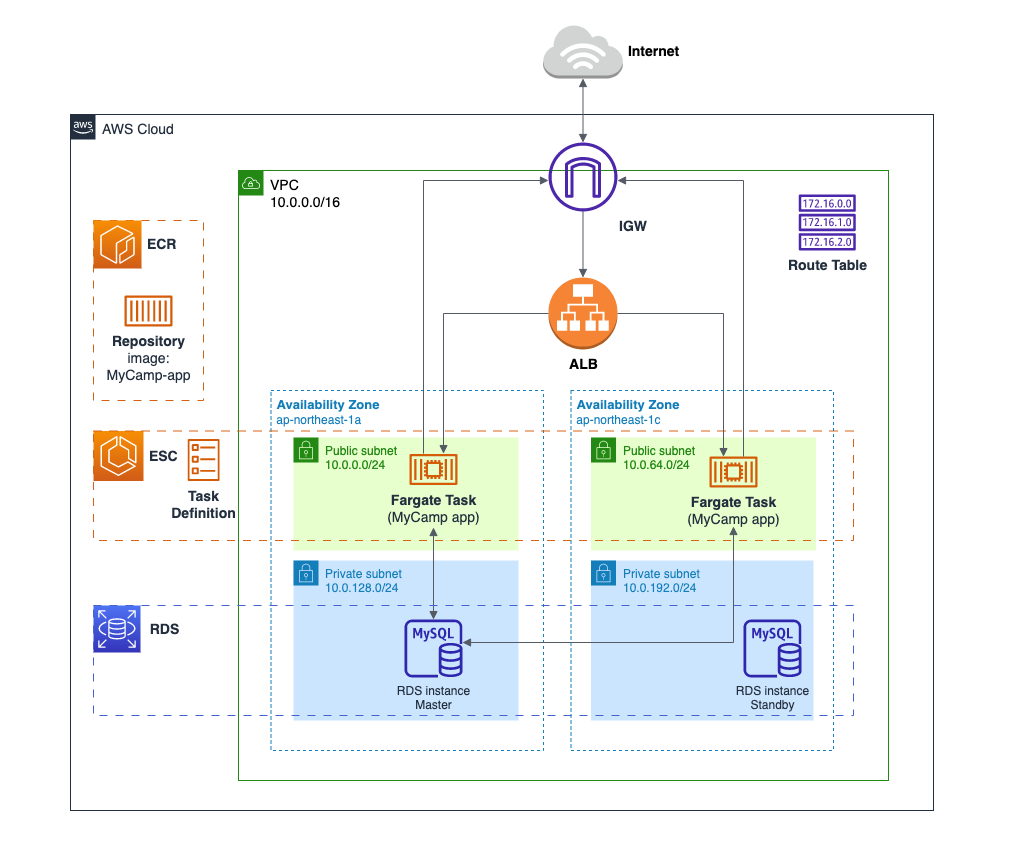 Internet
aws
AWS Cloud
VPC
10.0.0.0/16
IGW
172.16.0.0
172.16.1.0
172.16.2.0
Route Table
ECR
Repository
image:
MyCamp-app
ALB
Availability Zone
ap-northeast-1a
Availability Zone
ap-northeast-1c
ESC
Task
Definition
Public subnet
10.0.0.0/24
Fargate Task
(MyCamp app)
Public subnet
10.0.64.0/24
Fargate Task
(MyCamp app)
Private subnet
10.0.128.0/24
Private subnet
10.0.192.0/24
RDS
MySQL
RDS instance
Master
MySQL
RDS instance
Standby